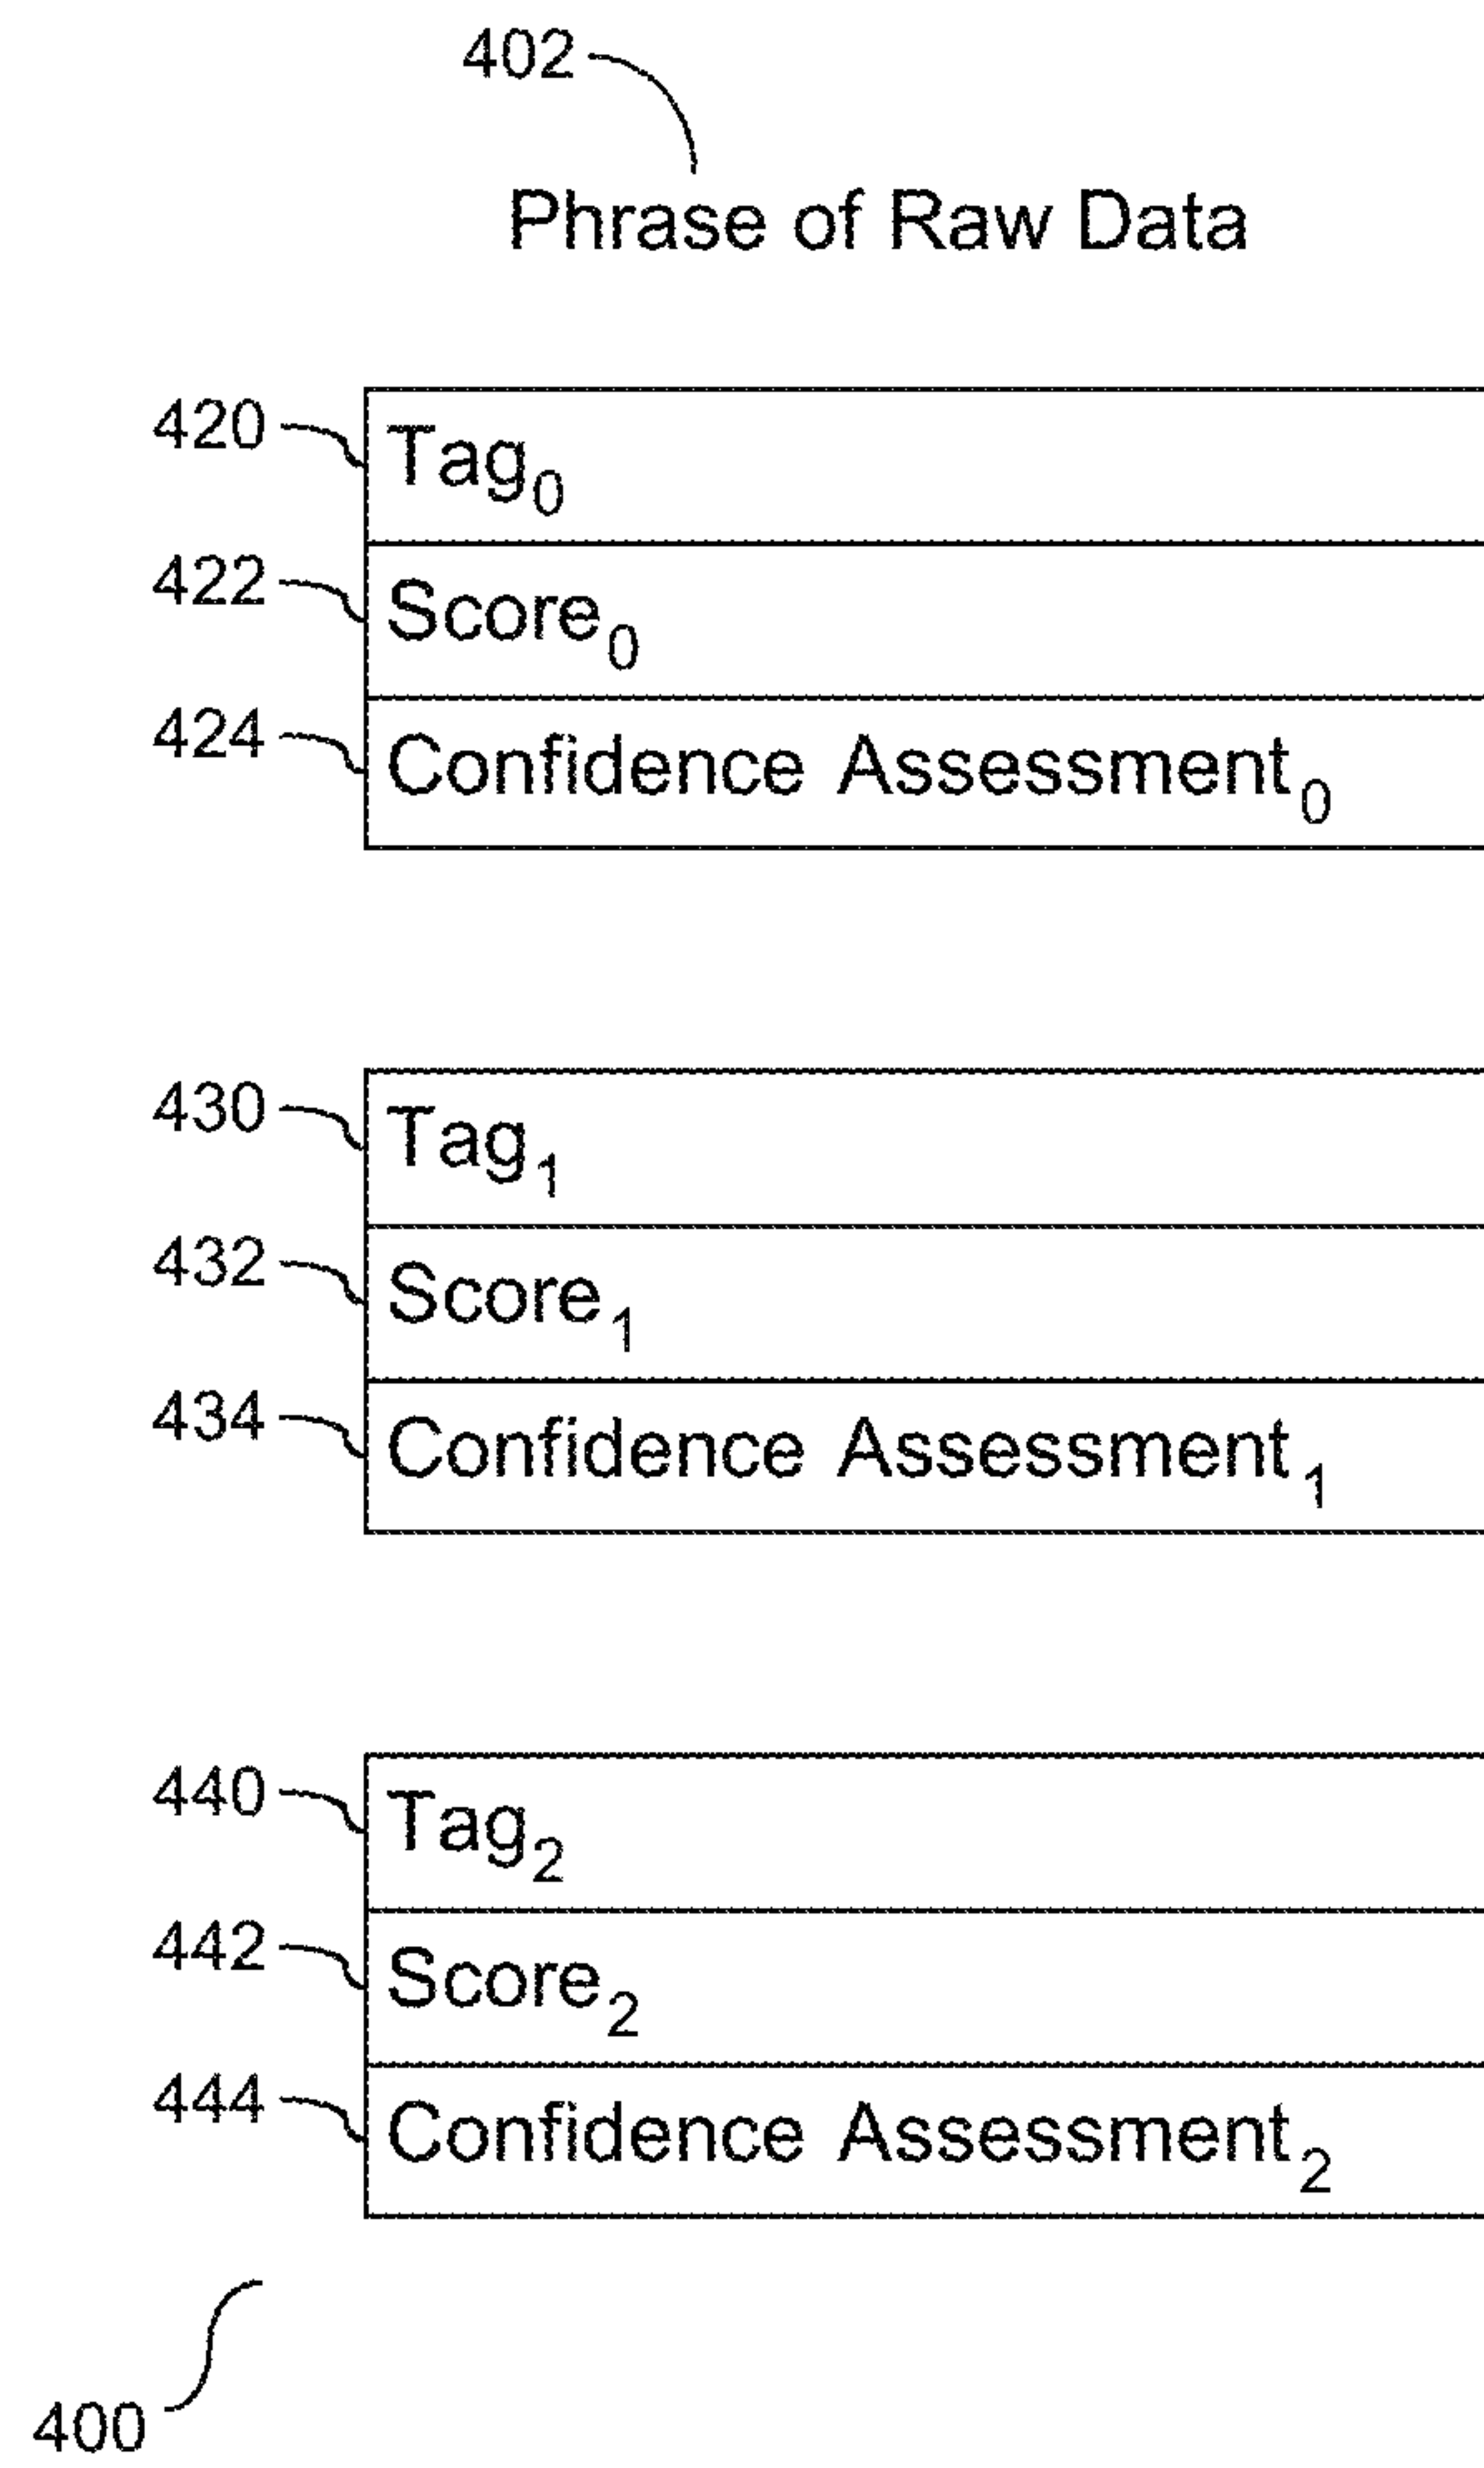 402
Phrase of Raw Data
420 Tag₀
422 Score₀
424 Confidence Assessment₀
430 Tag₁
432 Score₁
434 Confidence Assessment₁
440 Tag₂
442 Score₂
444 Confidence Assessment₂
400